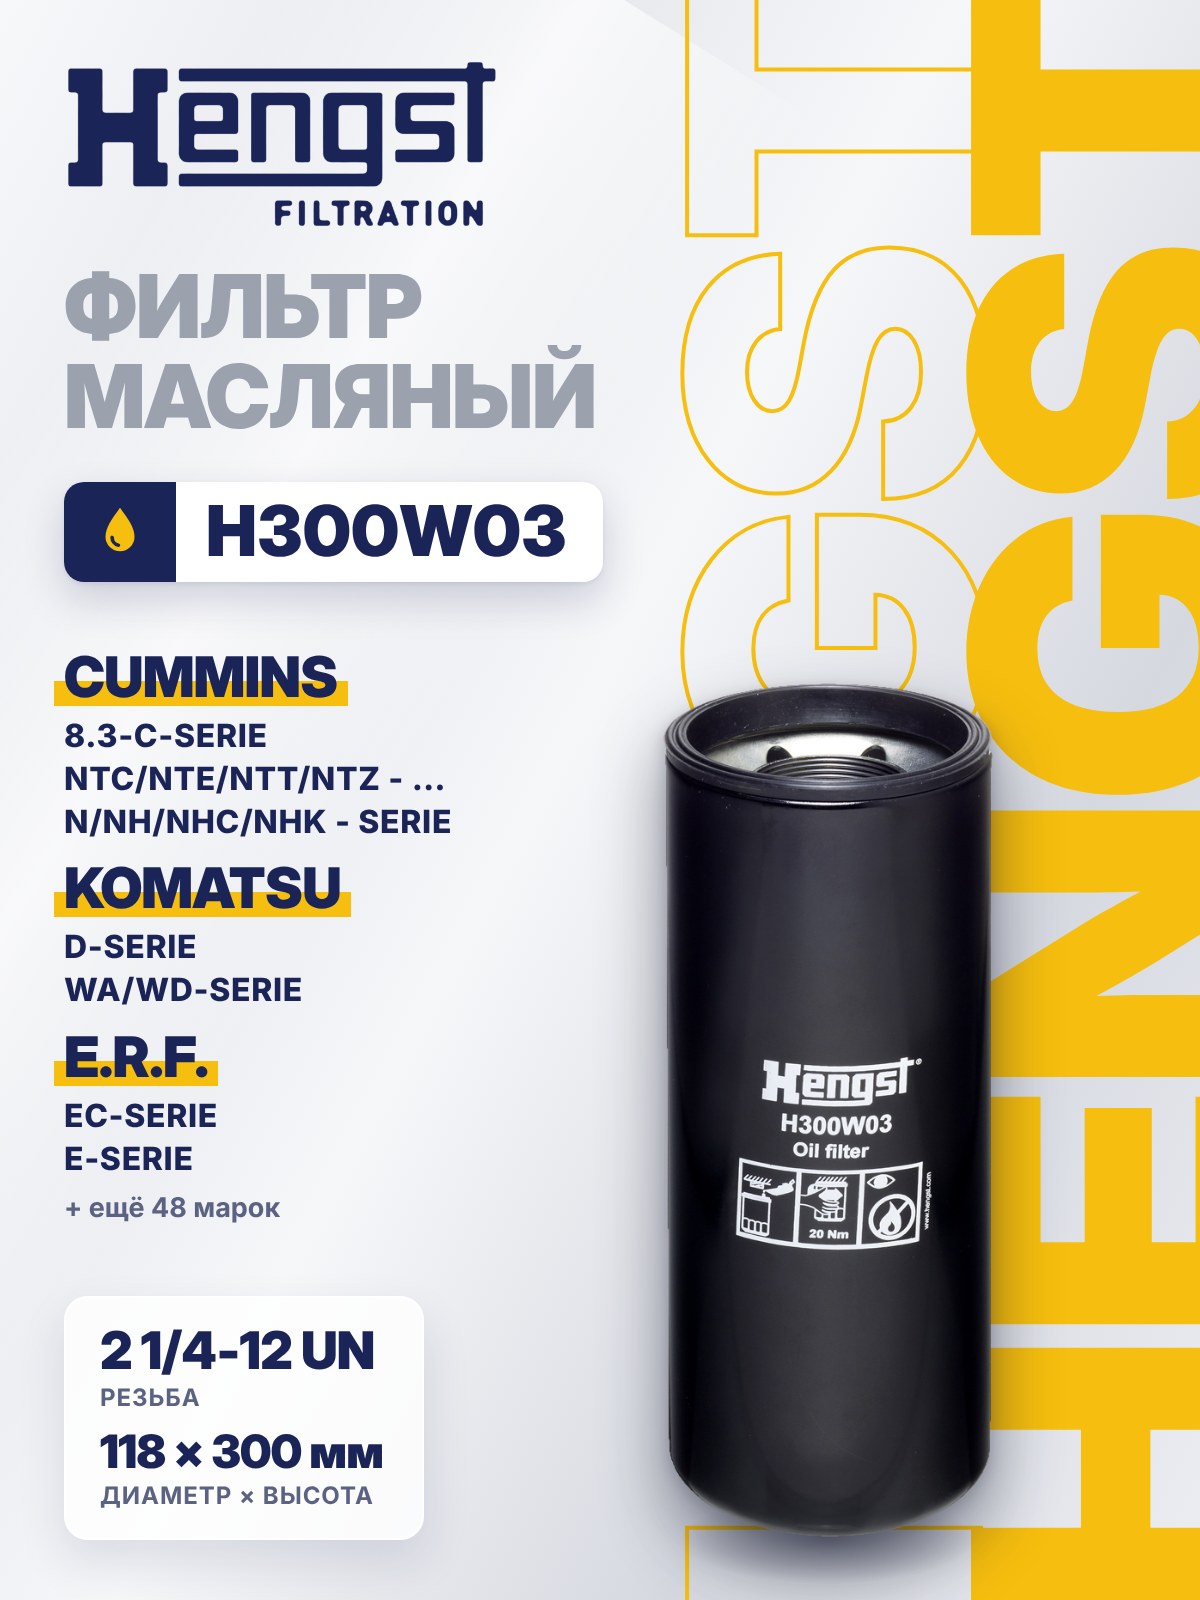 Hengst
FILTRATION
ФИЛЬТР
МАСЛЯНЫЙ
H300W03
CUMMINS
8.3-C-SERIE
NTC/NTE/NTT/NTZ - ...
N/NH/NHC/NHK - SERIE
KOMATSU
D-SERIE
WA/WD-SERIE
E.R.F.
EC-SERIE
E-SERIE
+ ещё 48 марок
2 1/4-12 UN
РЕЗЬБА
118 × 300 мм
ДИАМЕТР × ВЫСОТА
HENGST
GST
Hengst®
H300W03
Oil filter
20 Nm
www.hengst.com